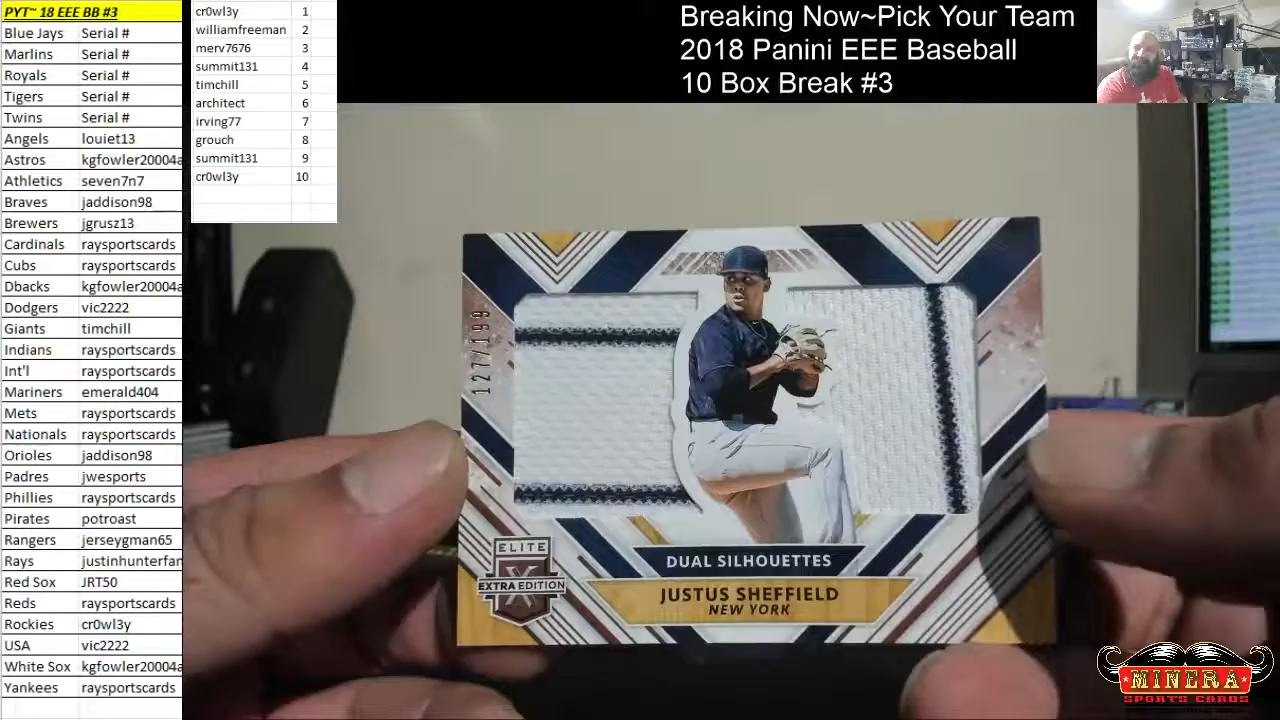 PYT~ 18 EEE BB #3
Blue Jays Serial #
Marlins Serial #
Royals Serial #
Tigers Serial #
Twins Serial #
Angels louiet13
Astros kgfowler20004a
Athletics seven7n7
Braves jaddison98
Brewers jgrusz13
Cardinals raysportscards
Cubs raysportscards
Dbacks kgfowler20004a
Dodgers vic2222
Giants timchill
Indians raysportscards
Int'l raysportscards
Mariners emerald404
Mets raysportscards
Nationals raysportscards
Orioles jaddison98
Padres jwesports
Phillies raysportscards
Pirates potroast
Rangers jerseygman65
Rays justinhunterfan
Red Sox JRT50
Reds raysportscards
Rockies cr0wl3y
USA vic2222
White Sox kgfowler20004a
Yankees raysportscards
cr0wl3y 1
williamfreeman 2
merv7676 3
summit131 4
timchill 5
architect 6
irving77 7
grouch 8
summit131 9
cr0wl3y 10
Breaking Now~Pick Your Team
2018 Panini EEE Baseball
10 Box Break #3
127/199
ELITE
X
EXTRA EDITION
DUAL SILHOUETTES
JUSTUS SHEFFIELD
NEW YORK
MINERA
SPORTS CARDS